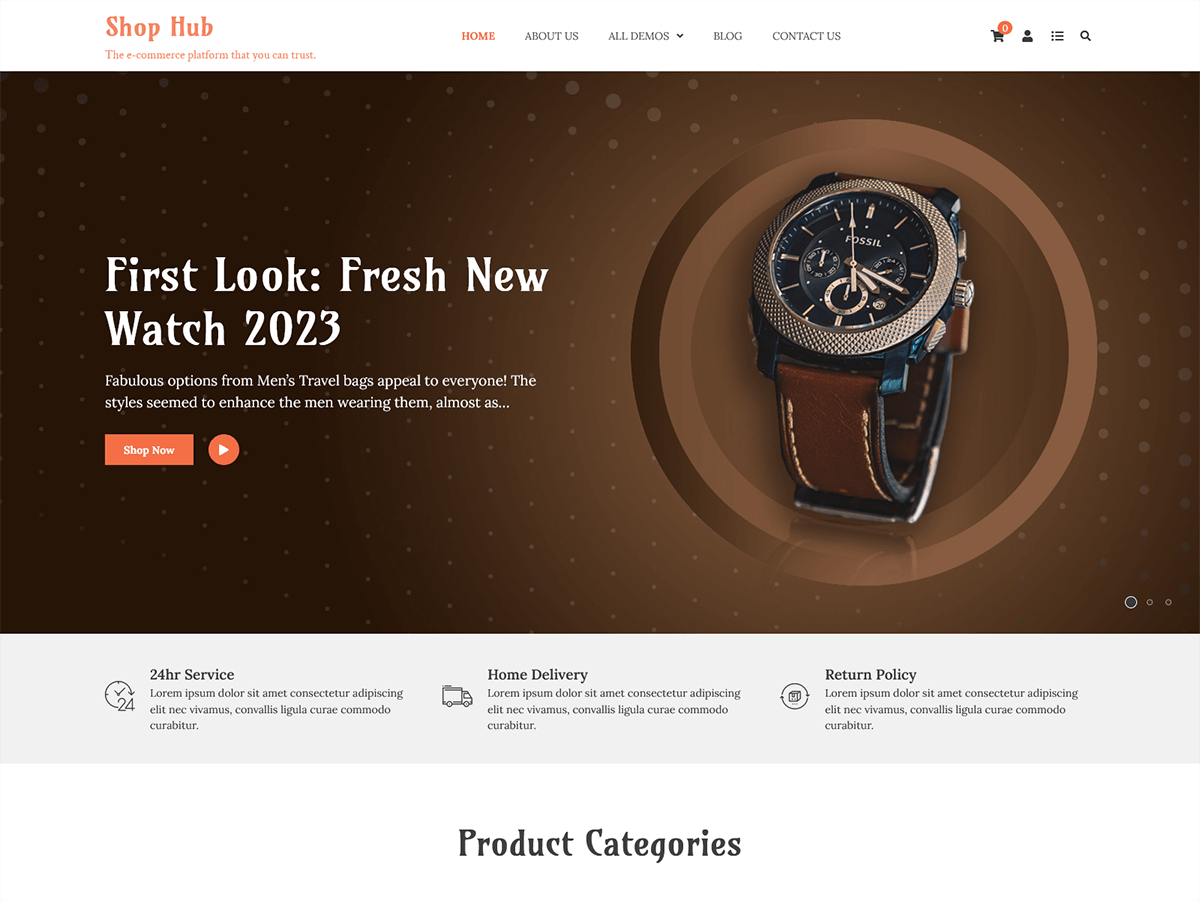 Shop Hub
The e-commerce platform that you can trust.
HOME ABOUT US ALL DEMOS BLOG CONTACT US
0
First Look: Fresh New
Watch 2023
Fabulous options from Men’s Travel bags appeal to everyone! The
styles seemed to enhance the men wearing them, almost as...
Shop Now
FOSSIL
24
24hr Service
Lorem ipsum dolor sit amet consectetur adipiscing
elit nec vivamus, convallis ligula curae commodo
curabitur.
Home Delivery
Lorem ipsum dolor sit amet consectetur adipiscing
elit nec vivamus, convallis ligula curae commodo
curabitur.
Return Policy
Lorem ipsum dolor sit amet consectetur adipiscing
elit nec vivamus, convallis ligula curae commodo
curabitur.
Product Categories